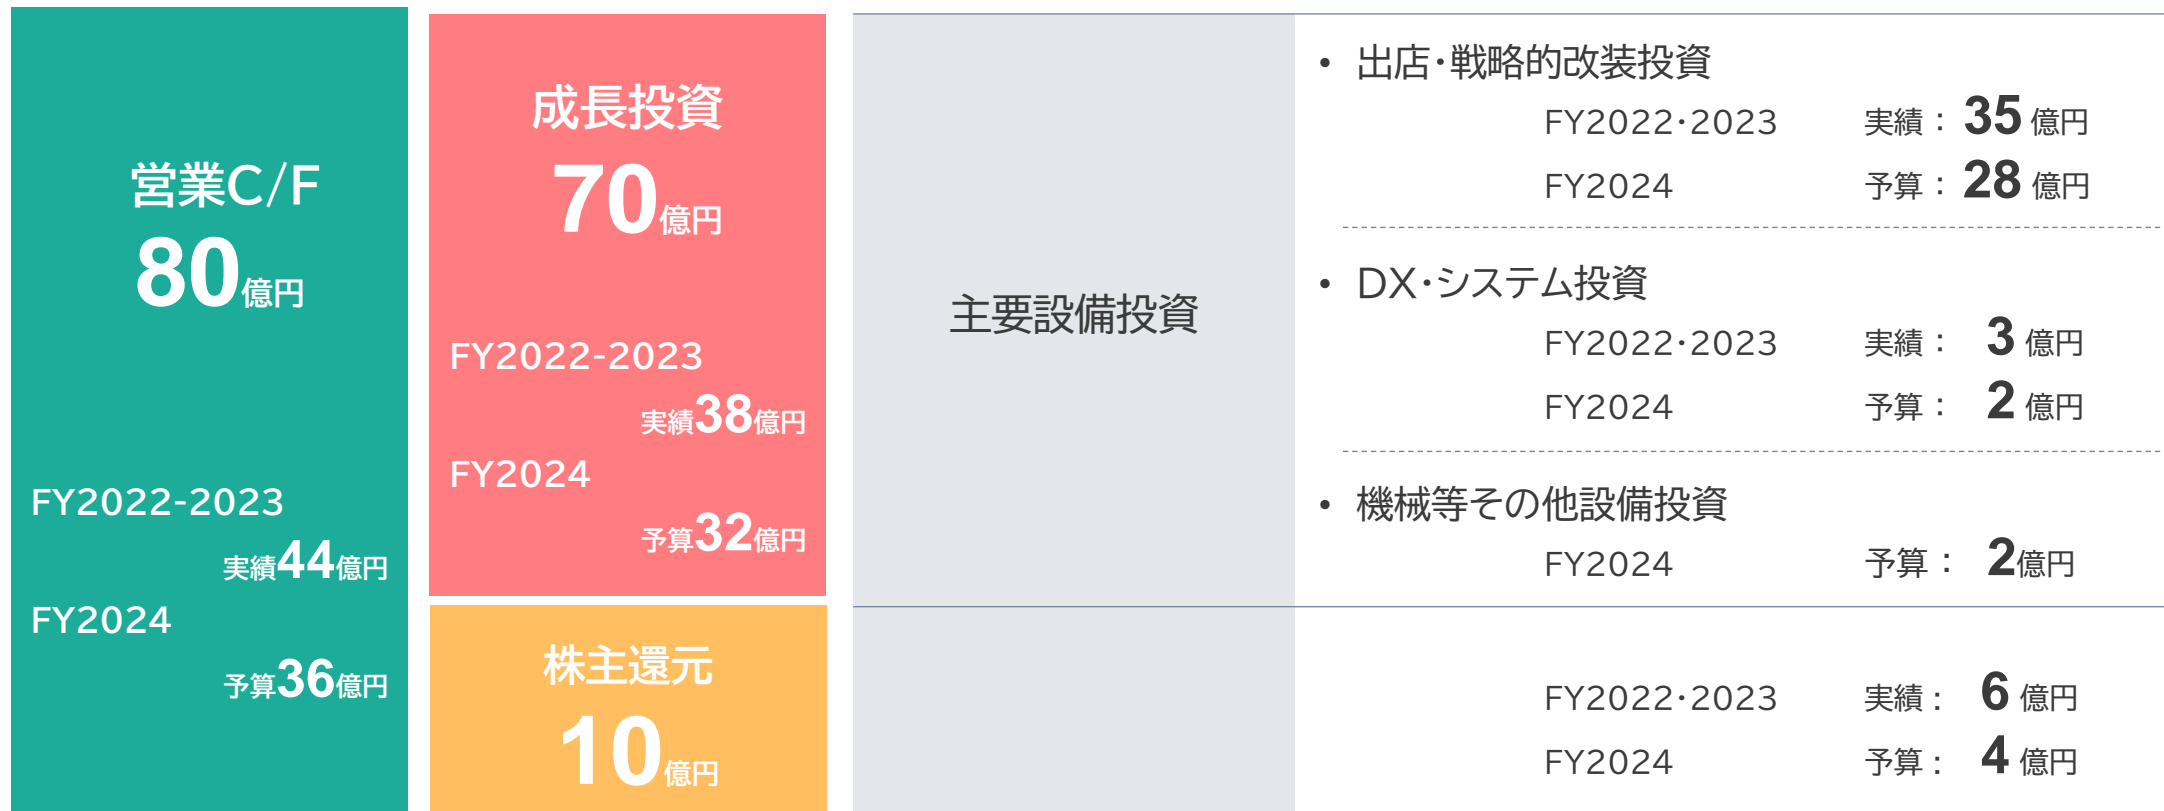 営業C/F
80億円
FY2022-2023
実績44億円
FY2024
予算36億円
成長投資
70億円
FY2022-2023
実績38億円
FY2024
予算32億円
株主還元
10億円
主要設備投資
• 出店・戦略的改装投資
FY2022・2023 実績： 35 億円
FY2024 予算： 28 億円
• DX・システム投資
FY2022・2023 実績： 3 億円
FY2024 予算： 2 億円
• 機械等その他設備投資
FY2024 予算： 2億円
FY2022・2023 実績： 6 億円
FY2024 予算： 4 億円